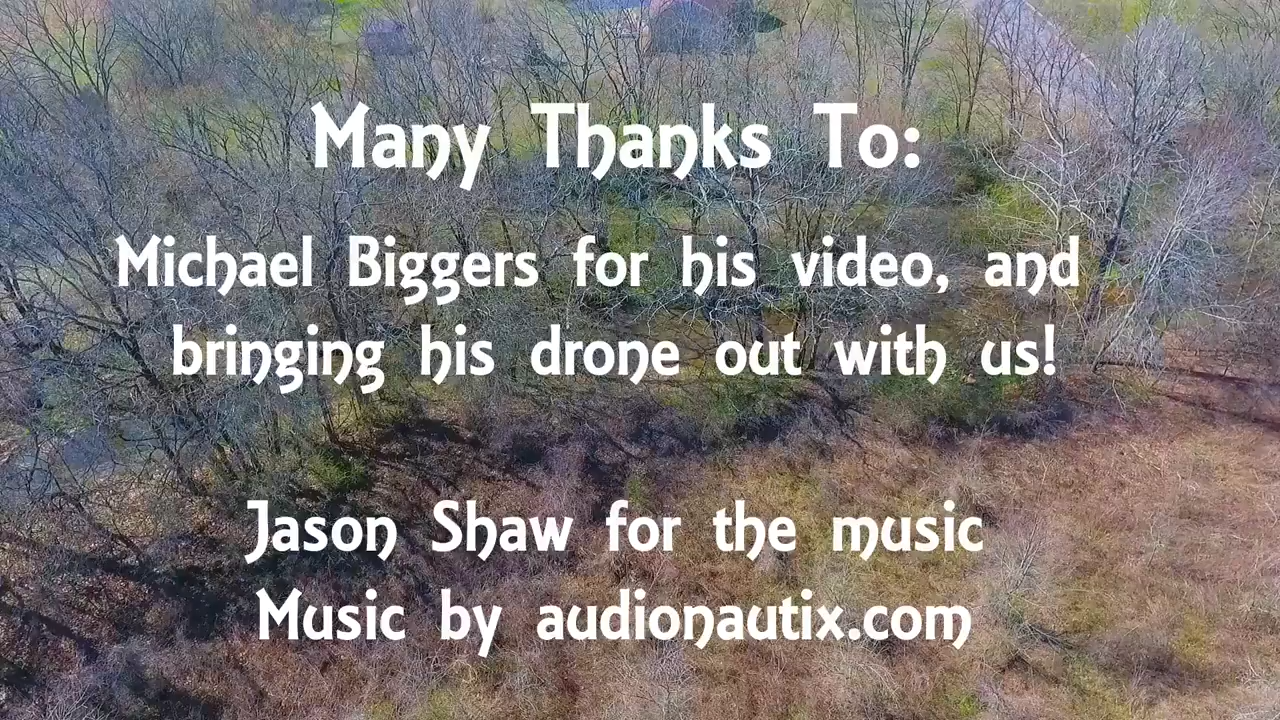 Many Thanks To:
Michael Biggers for his video, and
bringing his drone out with us!
Jason Shaw for the music
Music by audionautix.com